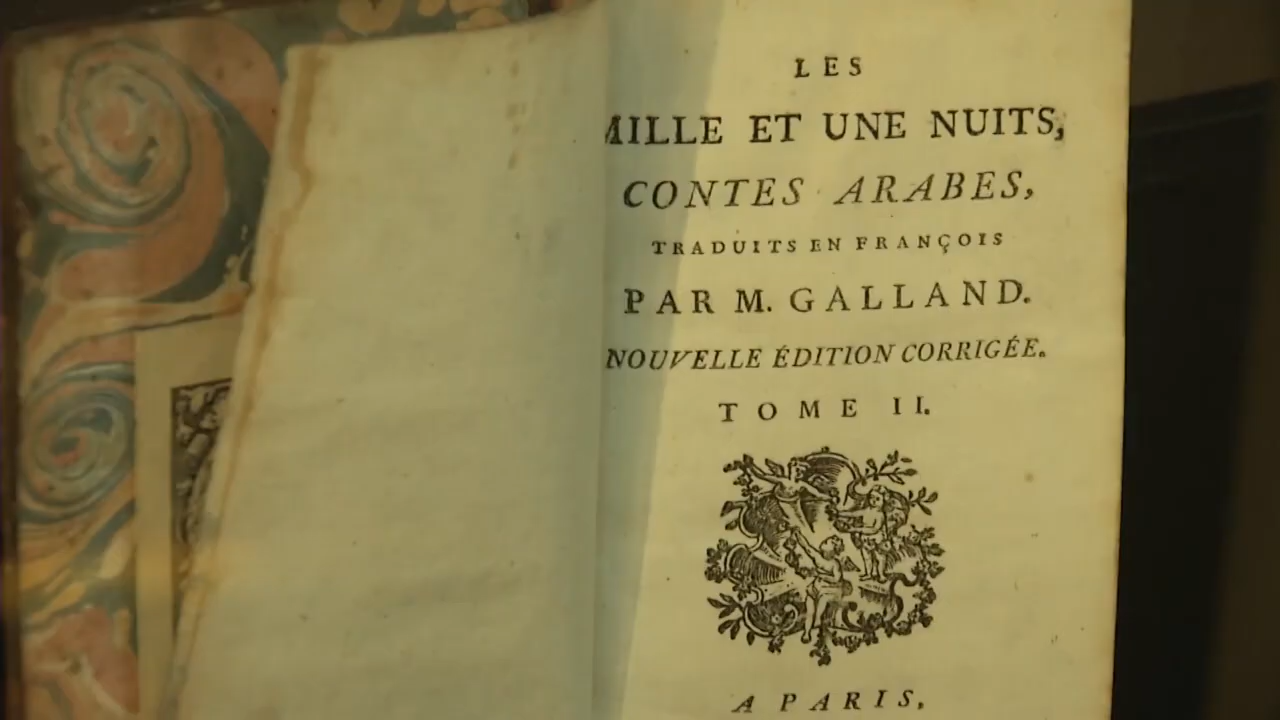 LES
MILLE ET UNE NUITS,
CONTES ARABES,
TRADUITS EN FRANÇOIS
PAR M. GALLAND.
NOUVELLE ÉDITION CORRIGÉE.
TOME II.
A PARIS,